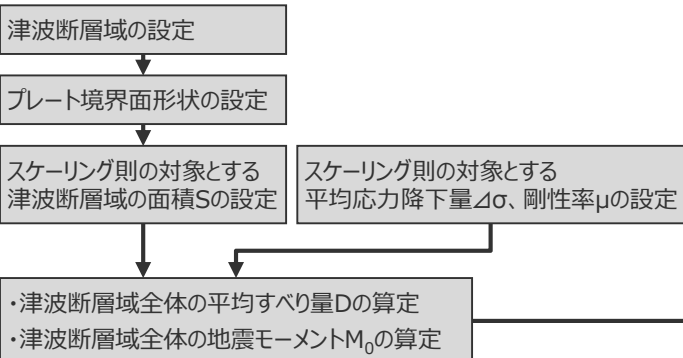 津波断層域の設定
プレート境界面形状の設定
スケーリング則の対象とする
津波断層域の面積Sの設定
スケーリング則の対象とする
平均応力降下量⊿σ、剛性率μの設定
・津波断層域全体の平均すべり量Dの算定
・津波断層域全体の地震モーメントM₀の算定